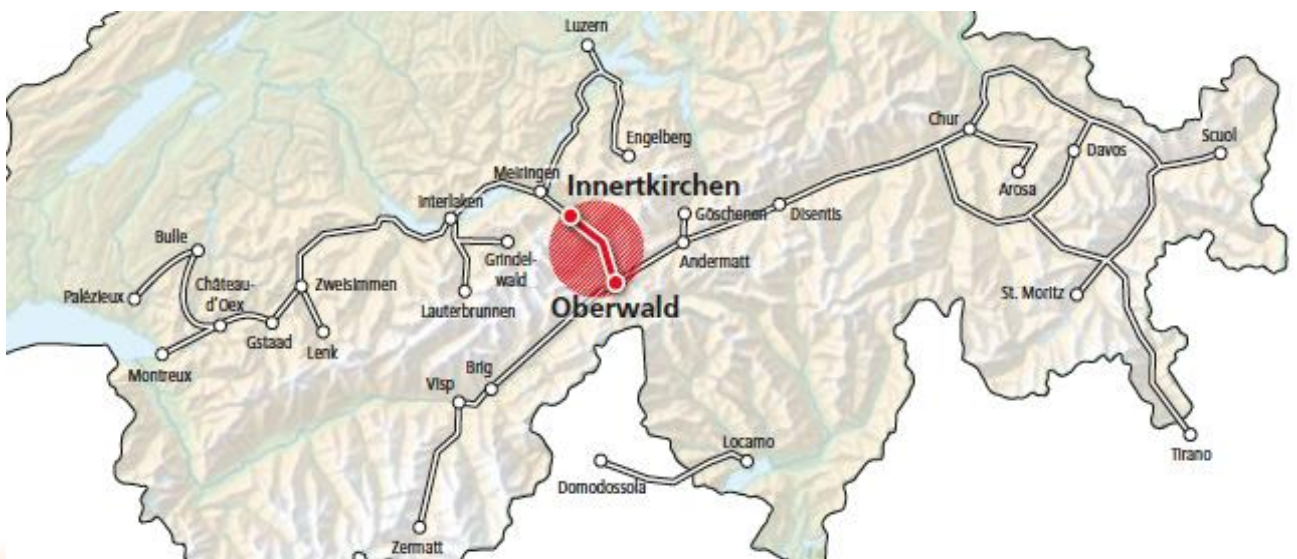 Luzern
Engelberg
Chur
Scuol
Davos
Arosa
Meiringen
Innertkirchen
Interlaken
Göschenen
Disentis
Bulle
Grindel-
wald
Andermatt
Château-
d'Oex
Zweisimmen
Palézieux
Lauterbrunnen
St. Moritz
Oberwald
Gstaad
Lenk
Montreux
Brig
Visp
Locarno
Tirano
Domodossola
Zermatt